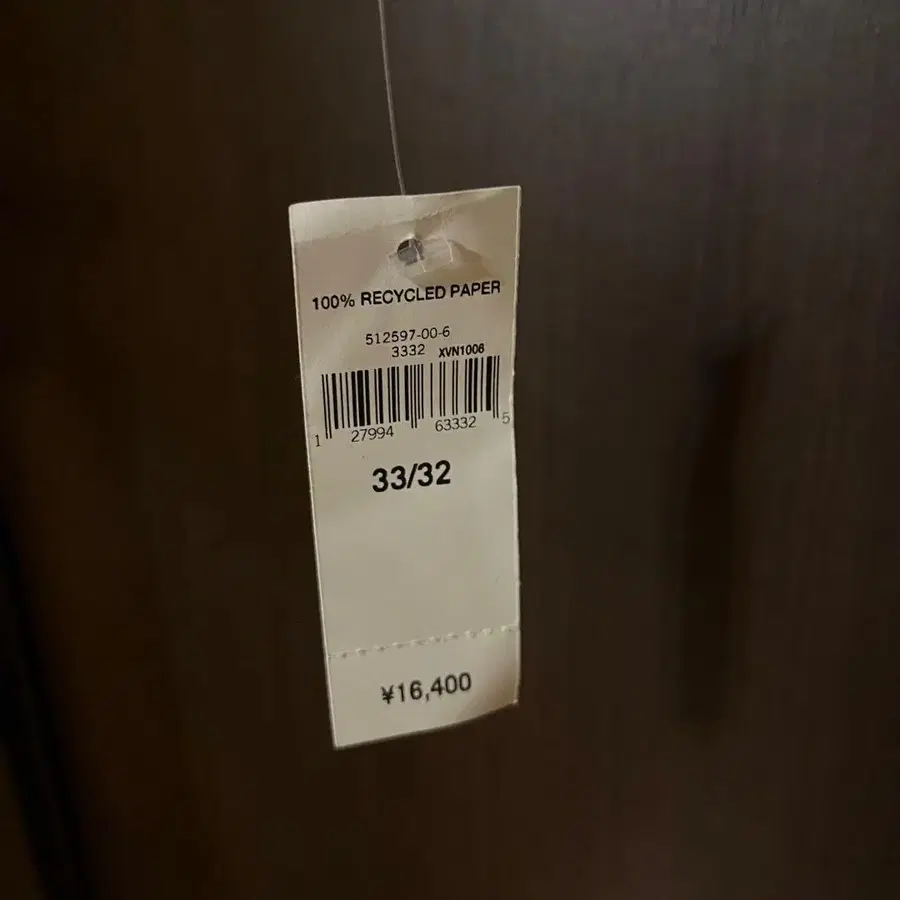 100% RECYCLED PAPER
512597-00-6
3332 XVN1006
1 27994 63332 5
33/32
¥16,400